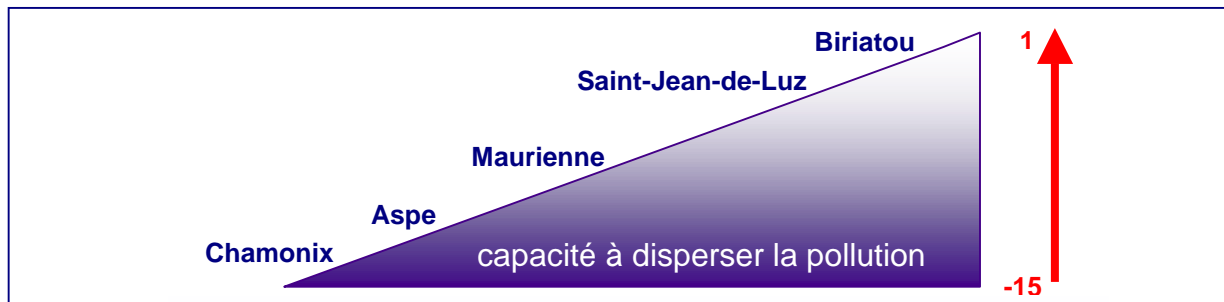 Biriatou
1
Saint-Jean-de-Luz
Maurienne
Aspe
Chamonix
capacité à disperser la pollution
-15